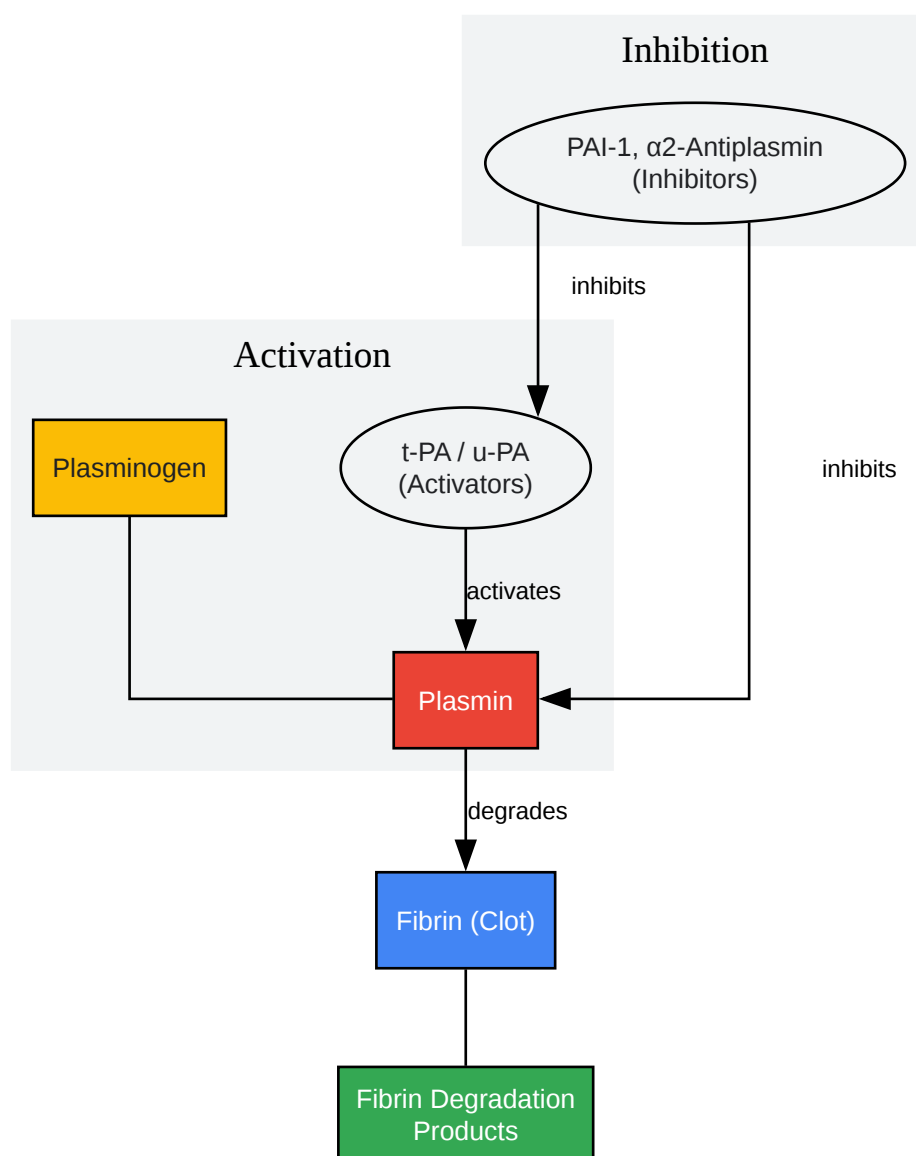 Inhibition
PAI-1, α2-Antiplasmin
(Inhibitors)
inhibits
Activation
Plasminogen
t-PA / u-PA
(Activators)
inhibits
activates
Plasmin
degrades
Fibrin (Clot)
Fibrin Degradation
Products